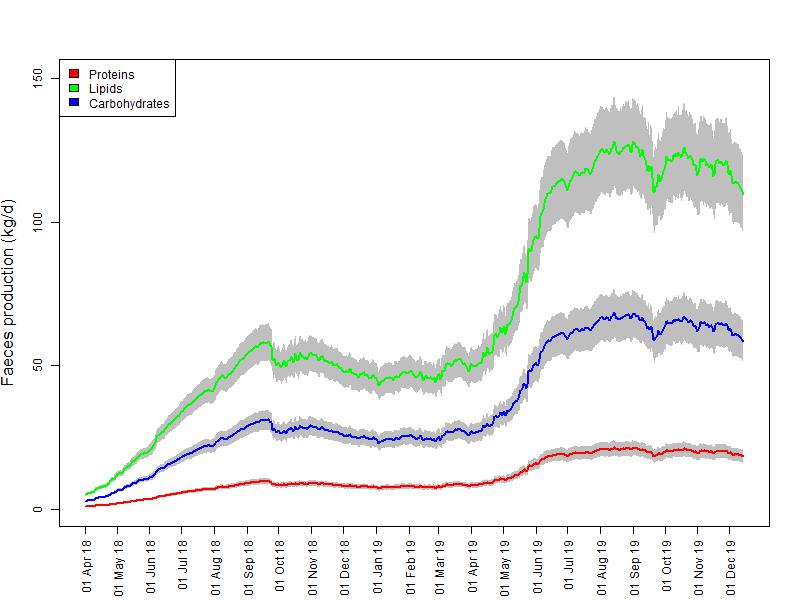 Proteins
Lipids
Carbohydrates
Faeces production (kg/d)
150
100
50
0
01 Apr 18
01 May 18
01 Jun 18
01 Jul 18
01 Aug 18
01 Sep 18
01 Oct 18
01 Nov 18
01 Dec 18
01 Jan 19
01 Feb 19
01 Mar 19
01 Apr 19
01 May 19
01 Jun 19
01 Jul 19
01 Aug 19
01 Sep 19
01 Oct 19
01 Nov 19
01 Dec 19